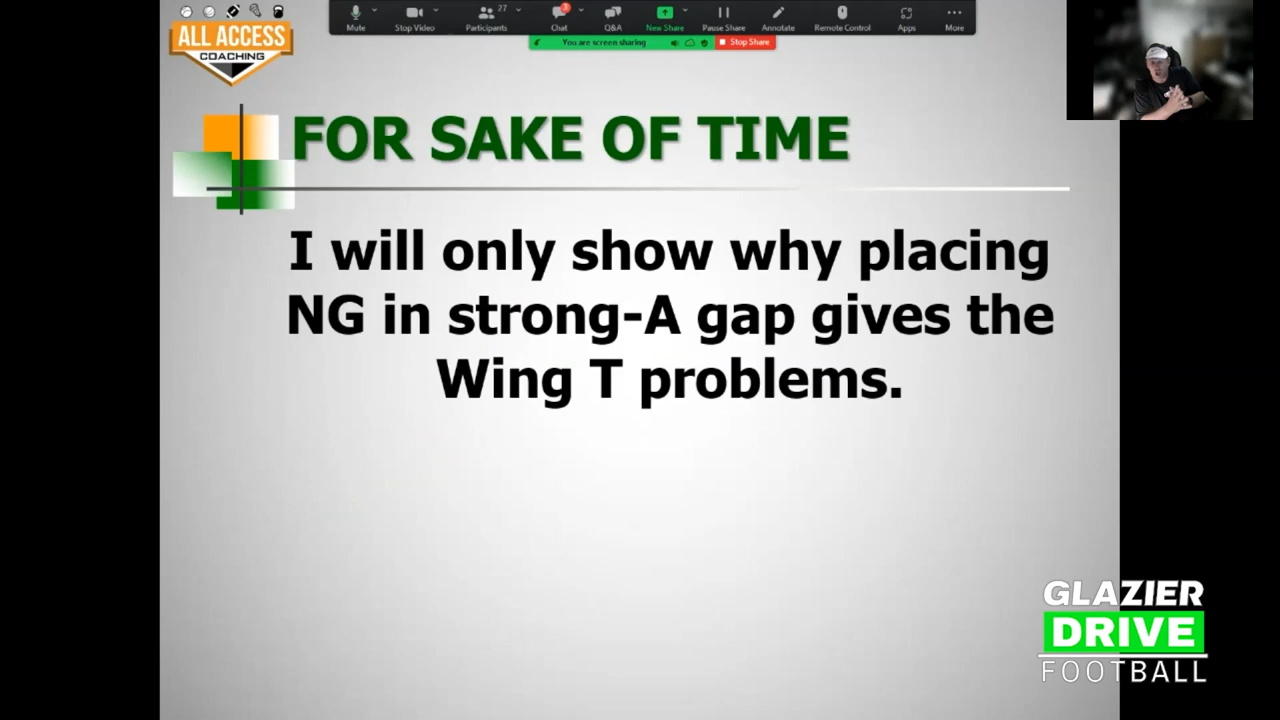 27
3
Mute
Stop Video
Participants
Chat
Q&A
New Share
Pause Share
Annotate
Remote Control
Apps
More
You are screen sharing
Stop Share
ALL ACCESS
COACHING
FOR SAKE OF TIME
I will only show why placing
NG in strong-A gap gives the
Wing T problems.
GLAZIER
DRIVE
FOOTBALL